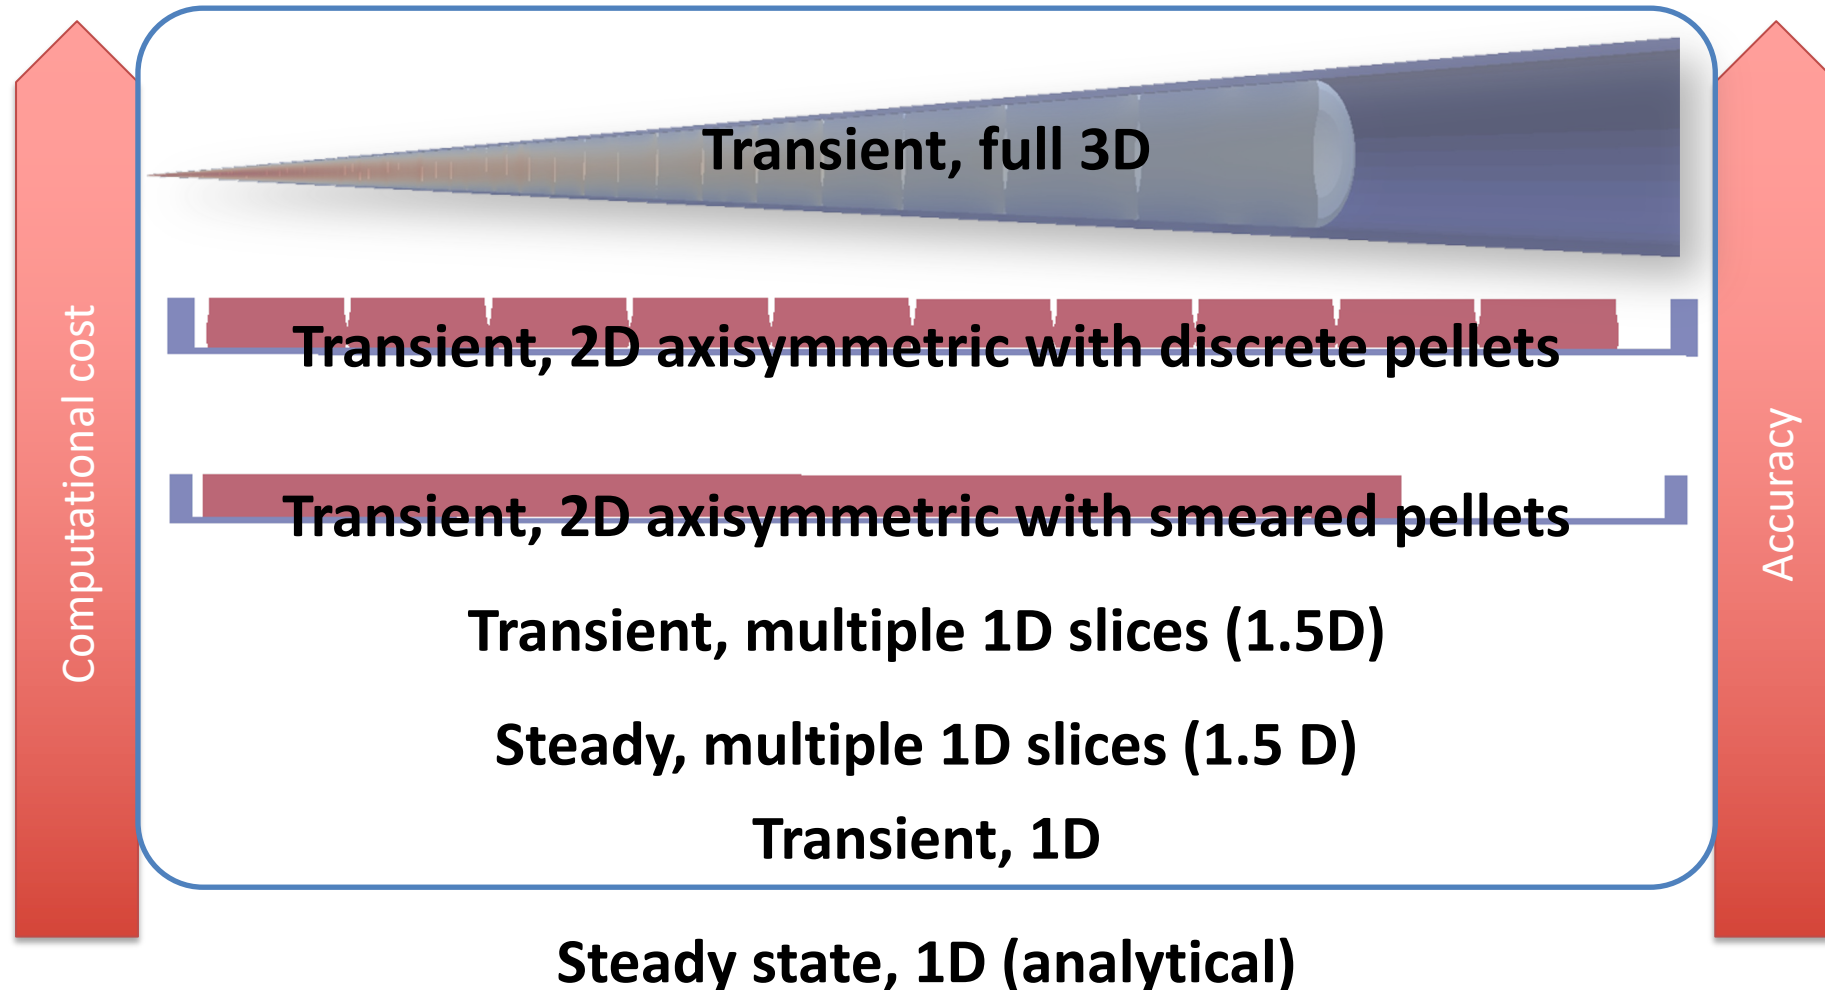 Transient, full 3D
Transient, 2D axisymmetric with discrete pellets
Transient, 2D axisymmetric with smeared pellets
Transient, multiple 1D slices (1.5D)
Steady, multiple 1D slices (1.5 D)
Transient, 1D
Steady state, 1D (analytical)
Computational cost
Accuracy